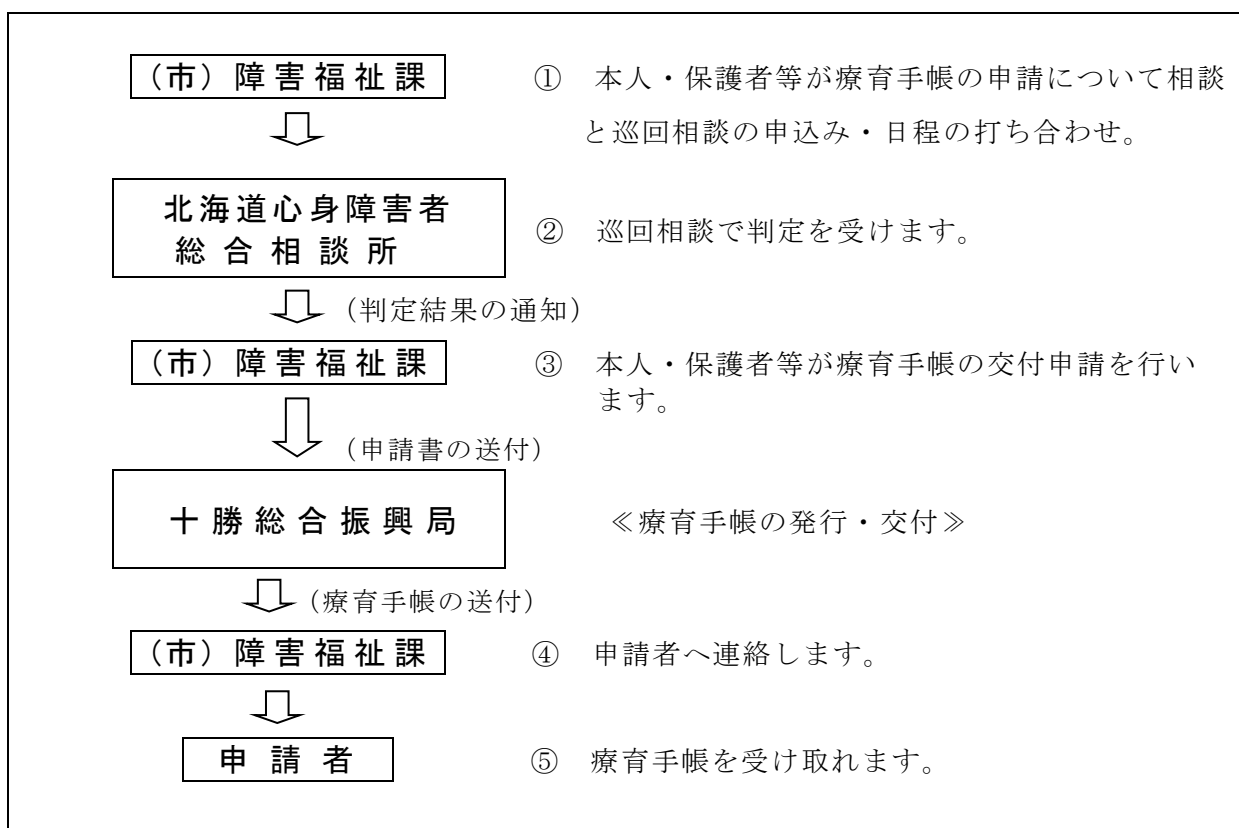 （市）障害福祉課
① 本人・保護者等が療育手帳の申請について相談
と巡回相談の申込み・日程の打ち合わせ。
北海道心身障害者
総合相談所
② 巡回相談で判定を受けます。
（判定結果の通知）
（市）障害福祉課
③ 本人・保護者等が療育手帳の交付申請を行い
ます。
（申請書の送付）
十勝総合振興局
≪療育手帳の発行・交付≫
（療育手帳の送付）
（市）障害福祉課
④ 申請者へ連絡します。
申請者
⑤ 療育手帳を受け取れます。